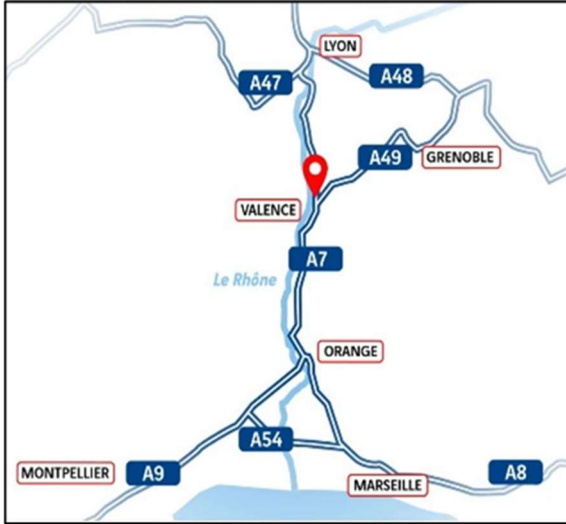 LYON
A47
A48
A49
GRENOBLE
VALENCE
A7
Le Rhône
ORANGE
A54
MONTPELLIER
A9
MARSEILLE
A8